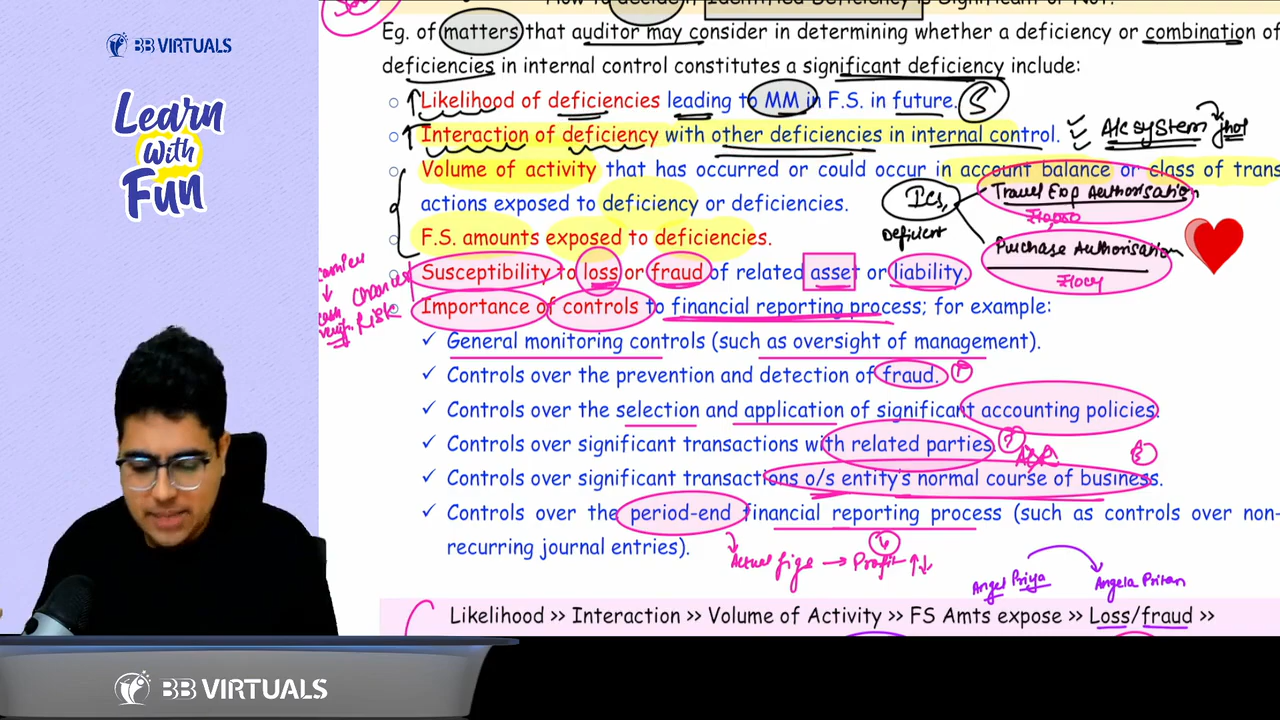 BB VIRTUALS
Learn
With
Fun
Eg. of matters that auditor may consider in determining whether a deficiency or combination of
deficiencies in internal control constitutes a significant deficiency include:
Likelihood of deficiencies leading to MM in F.S. in future.
S
Interaction of deficiency with other deficiencies in internal control.
A/c system
Volume of activity that has occurred or could occur in account balance or class of trans
actions exposed to deficiency or deficiencies.
ICs,
Deficient
Travel Exp Authorisation
Purchase Authorisation
F.S. amounts exposed to deficiencies.
Susceptibility to loss or fraud of related asset or liability.
Chances
Risk
Importance of controls to financial reporting process; for example:
✓ General monitoring controls (such as oversight of management).
✓ Controls over the prevention and detection of fraud.
✓ Controls over the selection and application of significant accounting policies.
✓ Controls over significant transactions with related parties.
✓ Controls over significant transactions o/s entity's normal course of business.
✓ Controls over the period-end financial reporting process (such as controls over non-
recurring journal entries).
Profit ↑↓
Angel Priya
Angela Pritan
Likelihood >> Interaction >> Volume of Activity >> FS Amts expose >> Loss/fraud >>
BB VIRTUALS